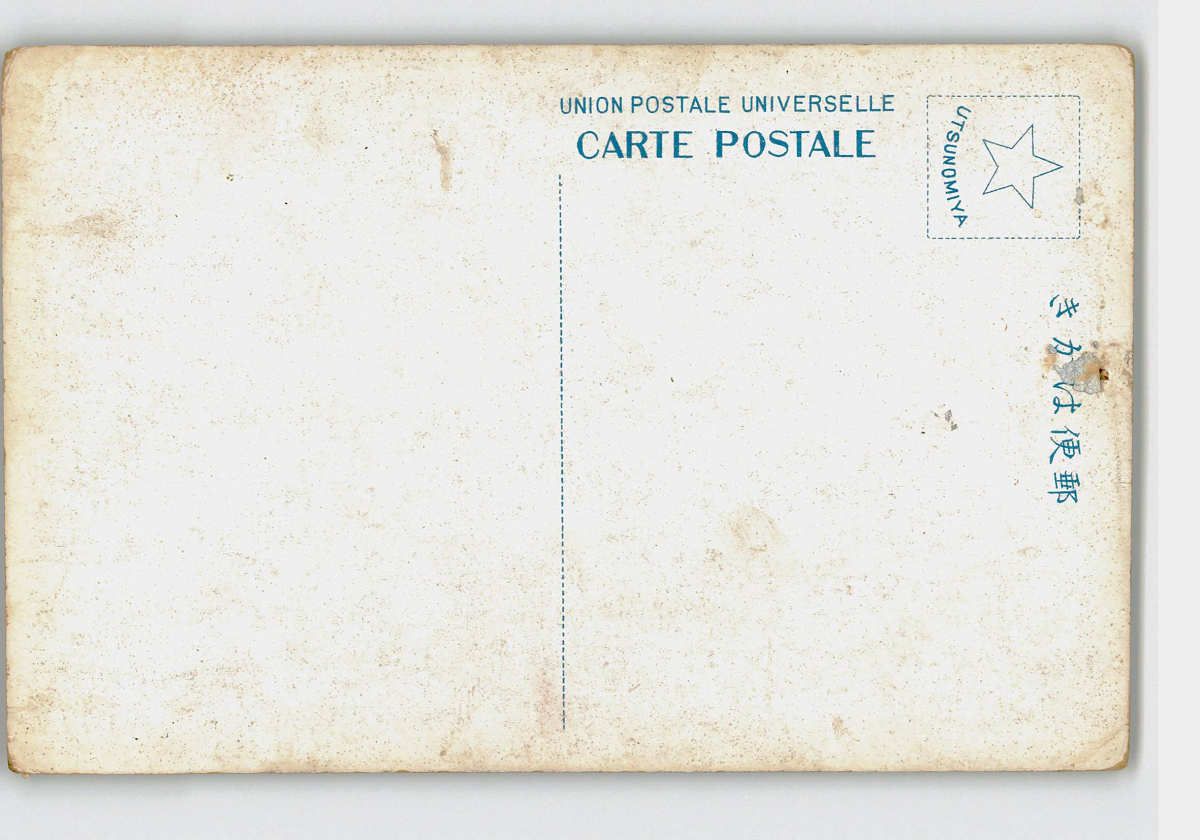 UNION POSTALE UNIVERSELLE
CARTE POSTALE
UTSUNOMIYA
きかは便郵